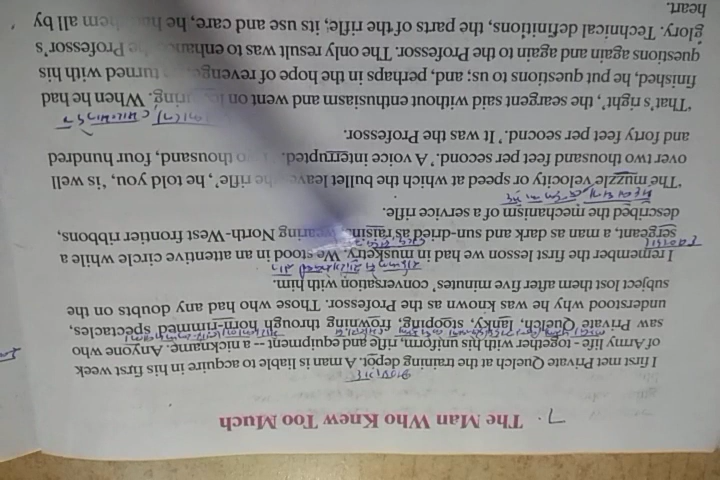 7.
The Man Who Knew Too Much
I first met Private Quelch at the training depot. A man is liable to acquire in his first week
of Army life - together with his uniform, rifle and equipment -- a nickname. Anyone who
saw Private Quelch, lanky, stooping, frowning through horn-rimmed spectacles,
understood why he was known as the Professor. Those who had any doubts on the
subject lost them after five minutes' conversation with him.
I remember the first lesson we had in musketry. We stood in an attentive circle while a
sergeant, a man as dark and sun-dried as raisins, wearing North-West frontier ribbons,
described the mechanism of a service rifle.
'The muzzle velocity or speed at which the bullet leaves the rifle', he told you, 'is well
over two thousand feet per second.' A voice interrupted. thousand, four hundred
and forty feet per seocnd.' It was the Professor.
'That's right', the seargent said without enthusiasm and went on. When he had
finished, he put questions to us; and, perhaps in the hope of revenge, turned with his
questions again and again to the Professor. The only result was to enhance Professor's
glory. Technical definitions, the parts of the rifle; its use and care, he them all by
heart.